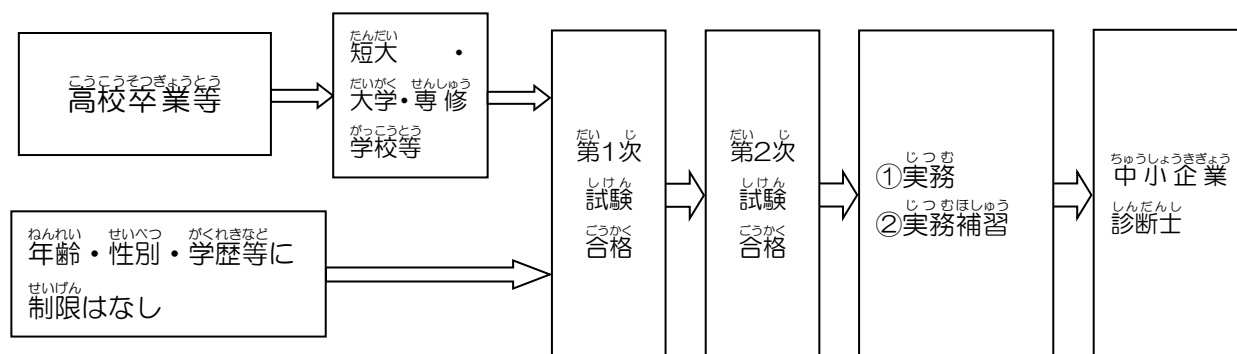 こうこうそつぎょうとう
高校卒業等
たんだい
短大・
だいがく せんしゅう
大学・専修
がっこうとう
学校等
ねんれい せいべつ がくれきなど
年齢・性別・学歴等に
せいげん
制限はなし
だい じ
第1次
しけん
試験
ごうかく
合格
だい じ
第2次
しけん
試験
ごうかく
合格
じつむ
①実務
じつむほしゅう
②実務補習
ちゅうしょうきぎょう
中小企業
しんだんし
診断士